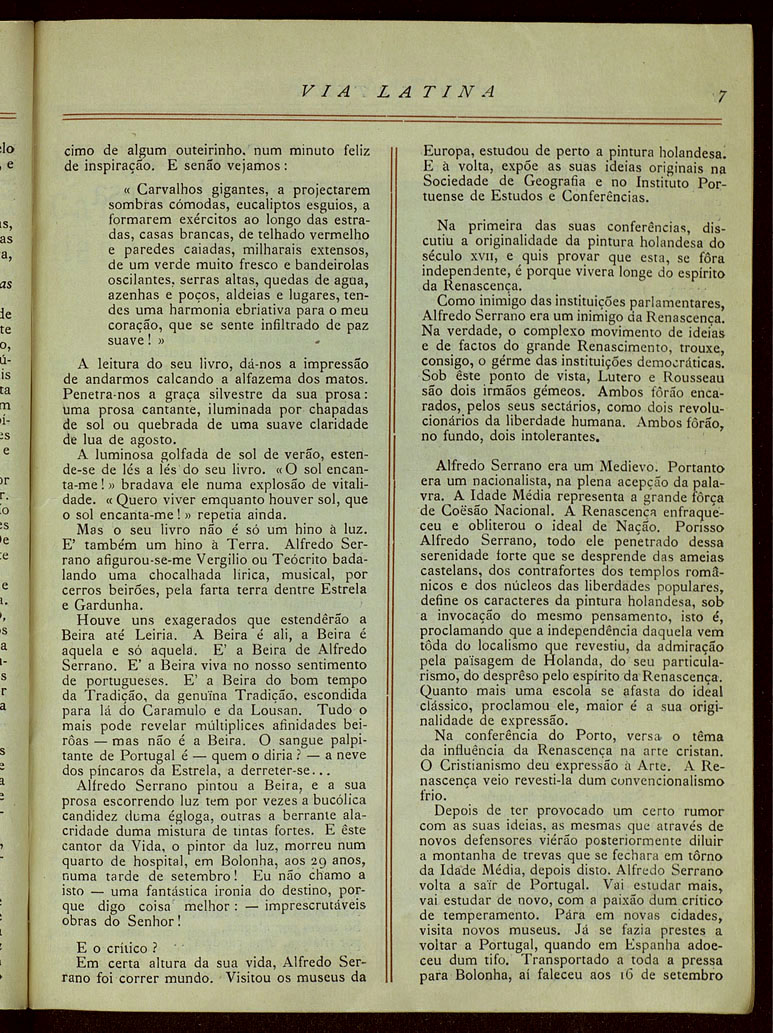 VIA LATINA
7
cimo de algum outeirinho, num minuto feliz
de inspiração. E senão vejamos :
« Carvalhos gigantes, a projectarem
sombras cómodas, eucaliptos esguios, a
formarem exércitos ao longo das estra-
das, casas brancas, de telhado vermelho
e paredes caiadas, milharais extensos,
de um verde muito fresco e bandeirolas
oscilantes, serras altas, quedas de agua,
azenhas e poços, aldeias e lugares, ten-
des uma harmonia ebriativa para o meu
coração, que se sente infiltrado de paz
suave ! »
A leitura do seu livro, dá-nos a impressão
de andarmos calcando a alfazema dos matos.
Penetra-nos a graça silvestre da sua prosa :
uma prosa cantante, iluminada por chapadas
de sol ou quebrada de uma suave claridade
de lua de agosto.
A luminosa golfada de sol de verão, esten-
de-se de lés a lés do seu livro. «O sol encan-
ta-me ! » bradava ele numa explosão de vitali-
dade. « Quero viver emquanto houver sol, que
o sol encanta-me ! » repetia ainda.
Mas o seu livro não é só um hino à luz.
E' também um hino à Terra. Alfredo Ser-
rano afigurou-se-me Vergilio ou Teócrito bada-
lando uma chocalhada lírica, musical, por
cerros beirões, pela farta terra dentre Estrela
e Gardunha.
Houve uns exagerados que estendêrão a
Beira até Leiria. A Beira é ali, a Beira é
aquela e só aquela. E' a Beira de Alfredo
Serrano. E' a Beira viva no nosso sentimento
de portugueses. E' a Beira do bom tempo
da Tradição, da genuïna Tradição, escondida
para lá do Caramulo e da Lousan. Tudo o
mais pode revelar múltiplices afinidades bei-
rôas — mas não é a Beira. O sangue palpi-
tante de Portugal é — quem o diria ? — a neve
dos píncaros da Estrela, a derreter-se...
Alfredo Serrano pintou a Beira, e a sua
prosa escorrendo luz tem por vezes a bucólica
candidez duma égloga, outras a berrante ala-
cridade duma mistura de tintas fortes. E êste
cantor da Vida, o pintor da luz, morreu num
quarto de hospital, em Bolonha, aos 29 anos,
numa tarde de setembro ! Eu não chamo a
isto — uma fantástica ironia do destino, por-
que digo coisa melhor : — imprescrutáveis
obras do Senhor !
E o crítico ?
Em certa altura da sua vida, Alfredo Ser-
rano foi correr mundo. Visitou os museus da
Europa, estudou de perto a pintura holandesa.
E à volta, expõe as suas ideias originais na
Sociedade de Geografia e no Instituto Por-
tuense de Estudos e Conferências.
Na primeira das suas conferências, dis-
cutiu a originalidade da pintura holandesa do
século XVII, e quis provar que esta, se fôra
independente, é porque vivera longe do espírito
da Renascença.
Como inimigo das instituições parlamentares,
Alfredo Serrano era um inimigo da Renascença.
Na verdade, o complexo movimento de ideias
e de factos do grande Renascimento, trouxe,
consigo, o gérme das instituições democráticas.
Sob êste ponto de vista, Lutero e Rousseau
são dois irmãos gémeos. Ambos fôrão enca-
rados, pelos seus sectários, como dois revolu-
cionários da liberdade humana. Ambos fôrão,
no fundo, dois intolerantes.
Alfredo Serrano era um Medievo. Portanto
era um nacionalista, na plena acepção da pala-
vra. A Idade Média representa a grande fôrça
de Coësão Nacional. A Renascença enfraque-
ceu e obliterou o ideal de Nação. Porisso
Alfredo Serrano, todo ele penetrado dessa
serenidade forte que se desprende das ameias
castelans, dos contrafortes dos templos romã-
nicos e dos núcleos das liberdades populares,
define os caracteres da pintura holandesa, sob
a invocação do mesmo pensamento, isto é,
proclamando que a independência daquela vem
tôda do localismo que revestiu, da admiração
pela païsagem de Holanda, do seu particula-
rismo, do desprêso pelo espírito da Renascença.
Quanto mais uma escola se afasta do ideal
clássico, proclamou ele, maior é a sua origi-
nalidade de expressão.
Na conferência do Porto, versa o têma
da influência da Renascença na arte cristan.
O Cristianismo deu expressão à Arte. A Re-
nascença veio revesti-la dum convencionalismo
frio.
Depois de ter provocado um certo rumor
com as suas ideias, as mesmas que através de
novos defensores viérão posteriormente diluir
a montanha de trevas que se fechara em tôrno
da Idade Média, depois disto, Alfredo Serrano
volta a saïr de Portugal. Vai estudar mais,
vai estudar de novo, com a paixão dum crítico
de temperamento. Pára em novas cidades,
visita novos museus. Já se fazia prestes a
voltar a Portugal, quando em Espanha adoe-
ceu dum tifo. Transportado a toda a pressa
para Bolonha, aí faleceu aos 16 de setembro